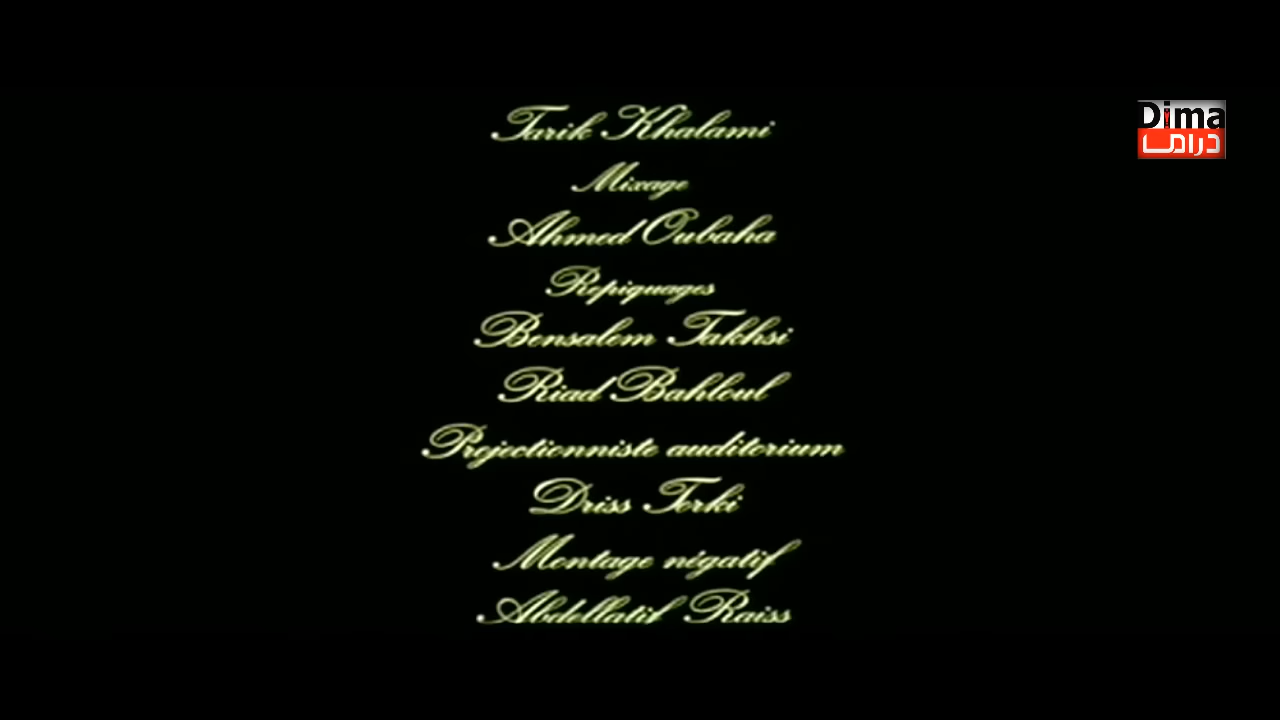 Tarik Khalami
Mixage
Ahmed Oubaha
Repiquages
Bensalem Takhsi
Riad Bahloul
Projectionniste auditorium
Driss Terki
Montage négatif
Abdellatif Raiss
Dima
دراما